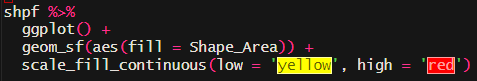 shpf %>%
ggplot() +
geom_sf(aes(fill = Shape_Area)) +
scale_fill_continuous(low = 'yellow', high = 'red')